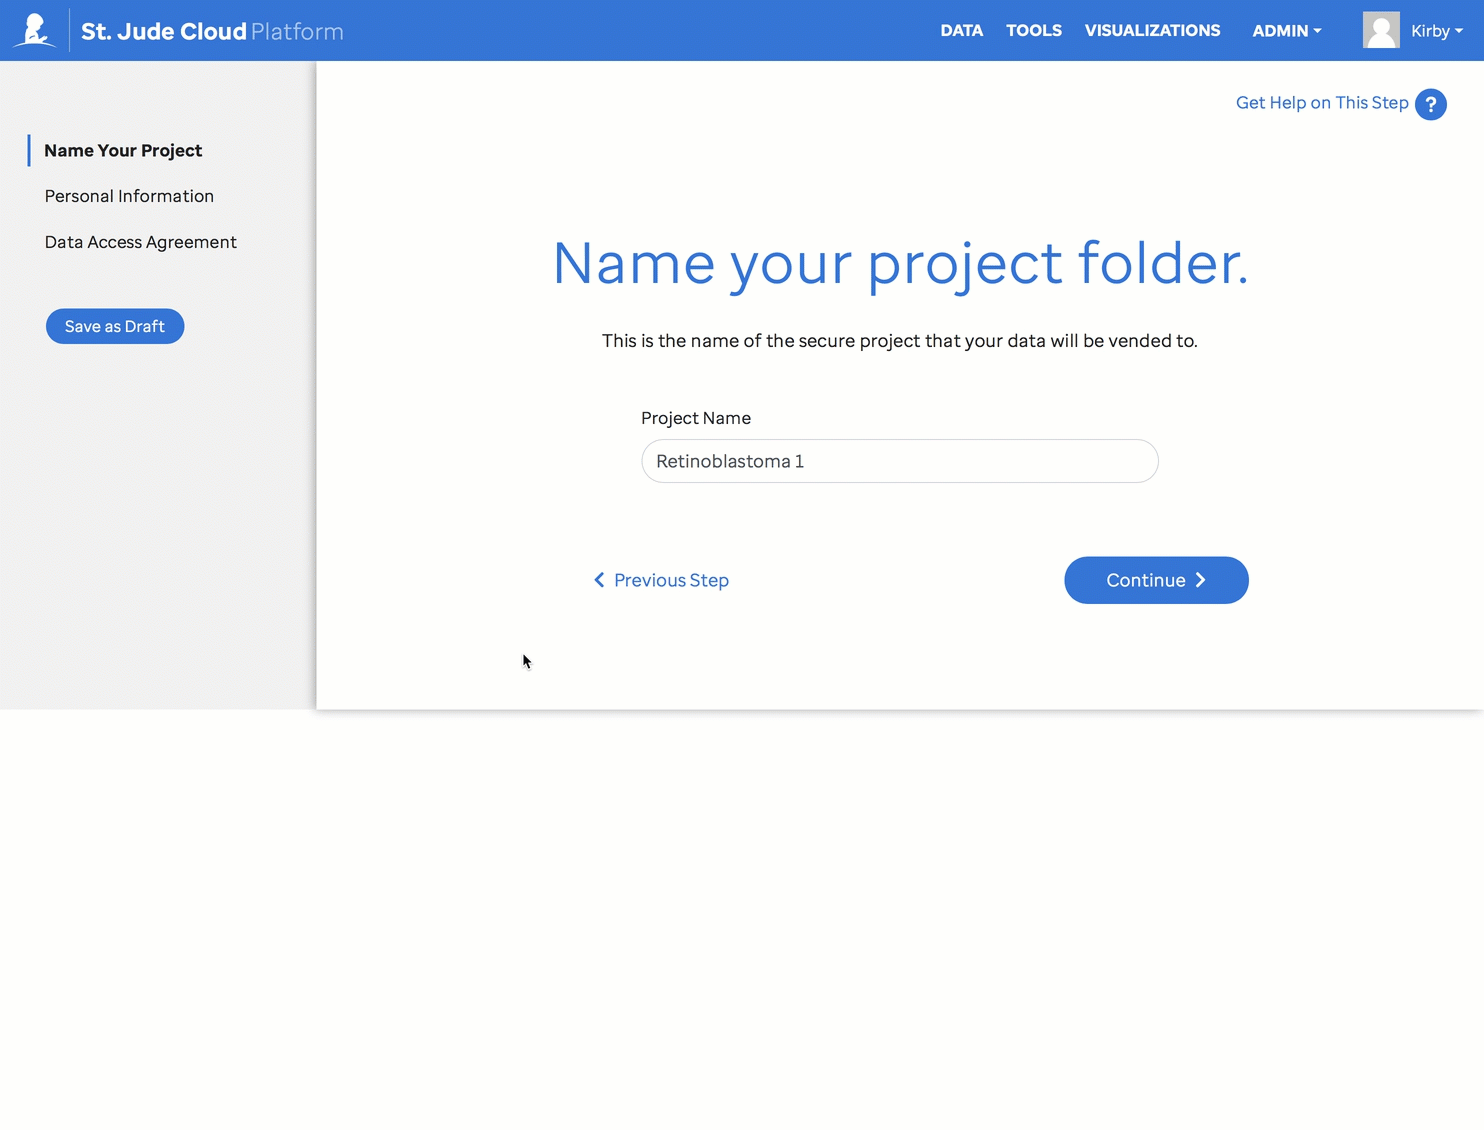 St. Jude Cloud Platform
DATA TOOLS VISUALIZATIONS ADMIN Kirby
Get Help on This Step ?
Name Your Project
Personal Information
Data Access Agreement
Save as Draft
Name your project folder.
This is the name of the secure project that your data will be vended to.
Project Name
Retinoblastoma 1
Previous Step
Continue